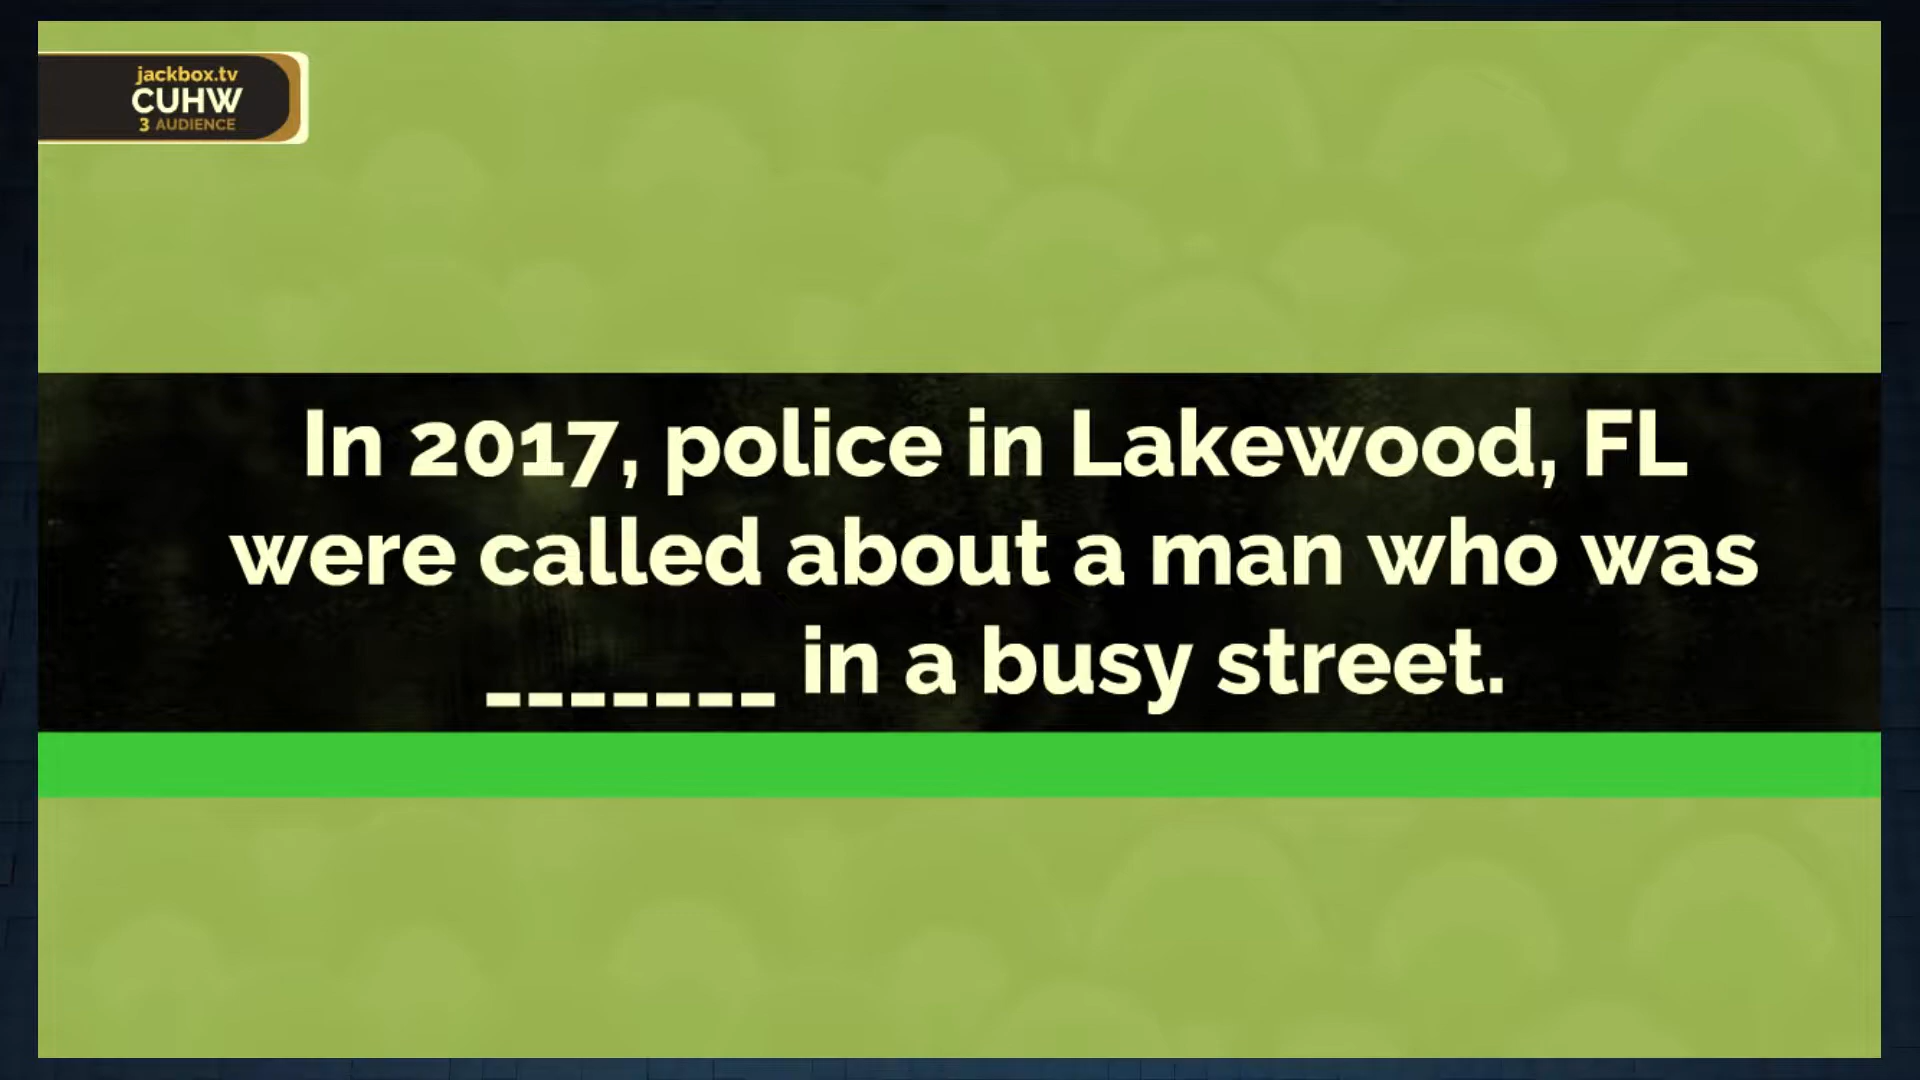 jackbox.tv
CUHW
3 AUDIENCE
In 2017, police in Lakewood, FL
were called about a man who was
_______ in a busy street.